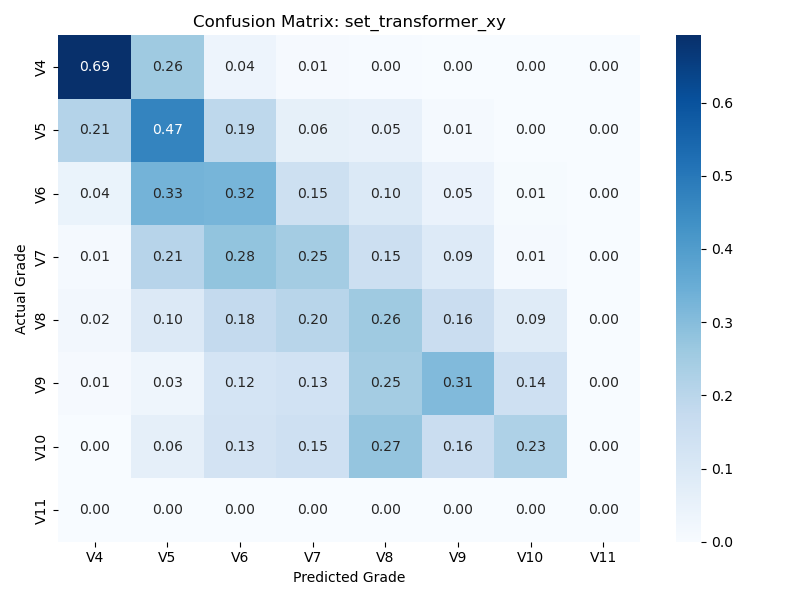 Confusion Matrix: set_transformer_xy
Actual Grade
V4 0.69 0.26 0.04 0.01 0.00 0.00 0.00 0.00
V5 0.21 0.47 0.19 0.06 0.05 0.01 0.00 0.00
V6 0.04 0.33 0.32 0.15 0.10 0.05 0.01 0.00
V7 0.01 0.21 0.28 0.25 0.15 0.09 0.01 0.00
V8 0.02 0.10 0.18 0.20 0.26 0.16 0.09 0.00
V9 0.01 0.03 0.12 0.13 0.25 0.31 0.14 0.00
V10 0.00 0.06 0.13 0.15 0.27 0.16 0.23 0.00
V11 0.00 0.00 0.00 0.00 0.00 0.00 0.00 0.00
V4 V5 V6 V7 V8 V9 V10 V11
Predicted Grade
0.6
0.5
0.4
0.3
0.2
0.1
0.0